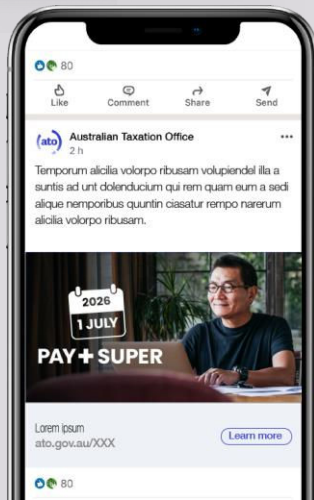 80
Like Comment Share Send
ato
Australian Taxation Office
2 h
Temporum alicilia volorpo ribusam volupiendel illa a
suntis ad unt dolenducium qui rem quam eum a sedi
alique nemporibus quuntin ciasatur rempo narerum
alicilia volorpo ribusam.
2026
1 JULY
PAY + SUPER
Lorem ipsum
ato.gov.au/XXX
Learn more
80